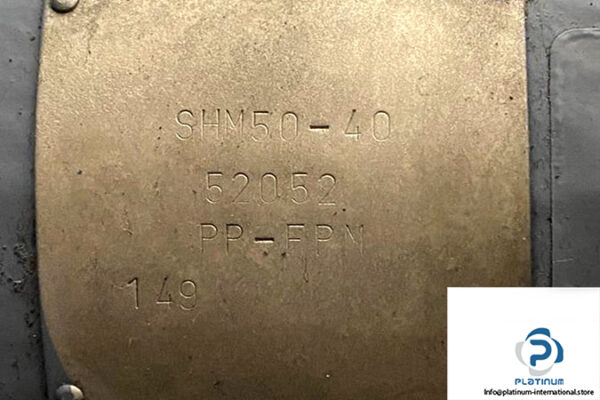 SHM50-40
52052
PP-FPM
149
PLATINUM
info@platinum-international.store